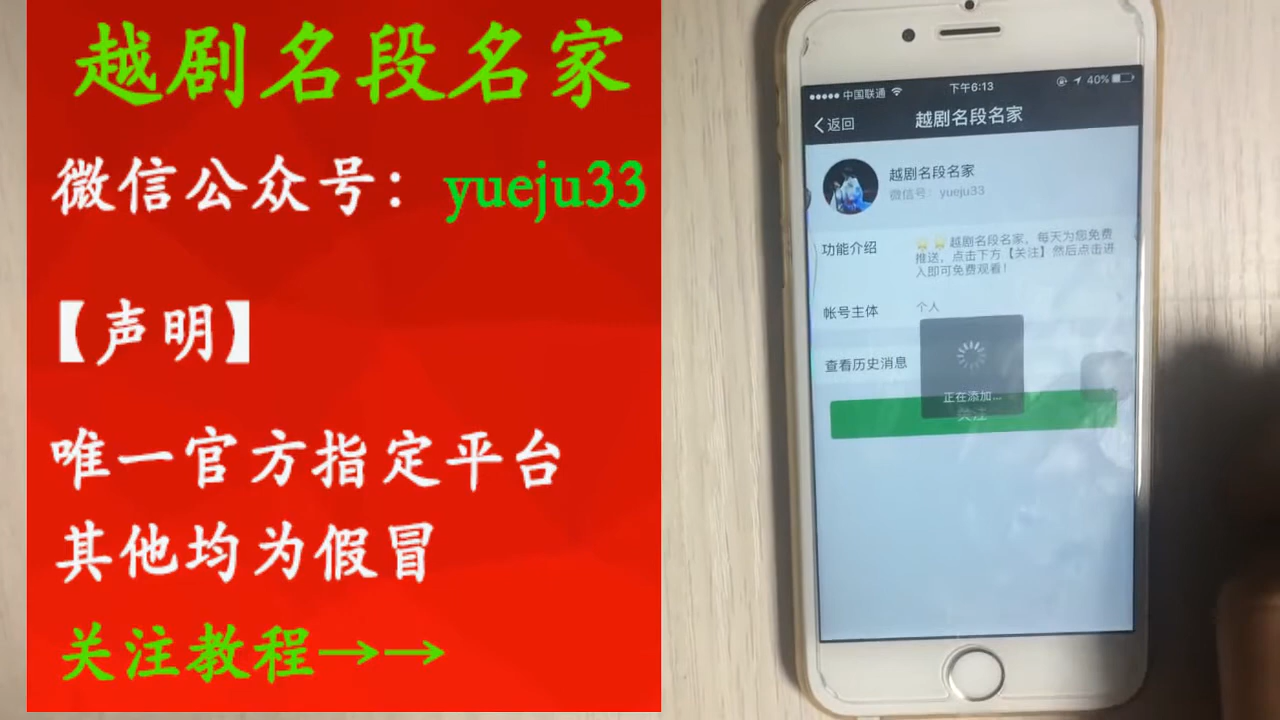 越剧名段名家
微信公众号：yueju33
【声明】
唯一官方指定平台
其他均为假冒
关注教程→→
中国联通
下午6:13
40%
返回
越剧名段名家
越剧名段名家
微信号：yueju33
功能介绍
越剧名段名家，每天为您免费
推送，点击下方【关注】然后点击进
入即可免费观看！
帐号主体
个人
查看历史消息
正在添加...
关注